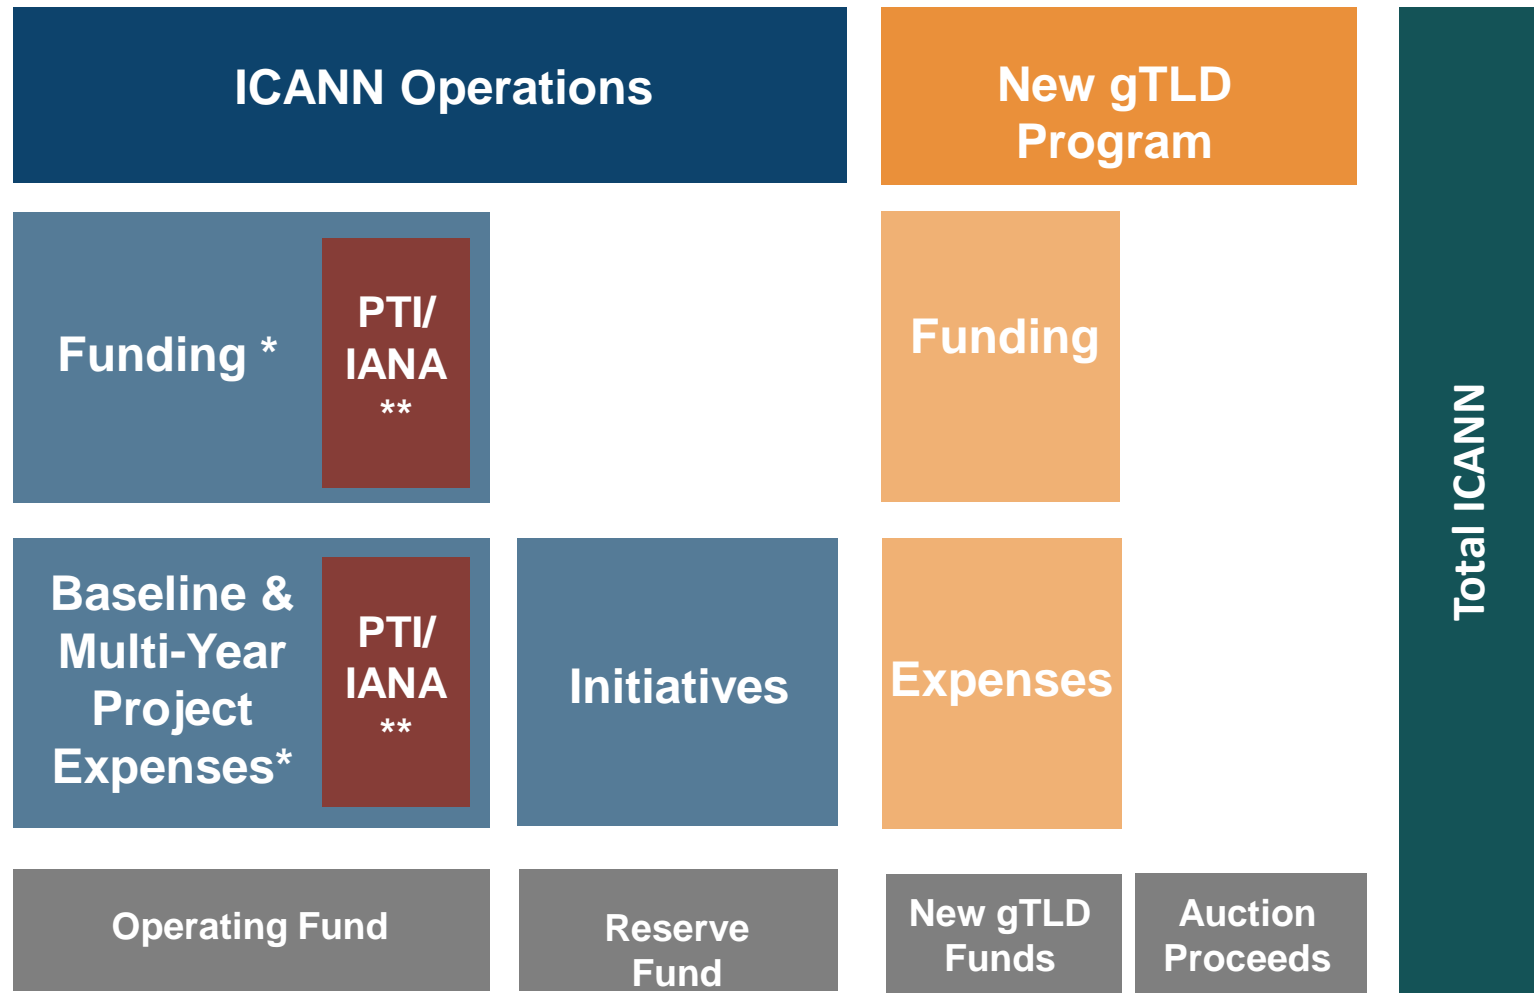 ICANN Operations
New gTLD
Program
Funding *
PTI/
IANA
**
Funding
Baseline &
Multi-Year
Project
Expenses*
PTI/
IANA
**
Initiatives
Expenses
Operating Fund
Reserve
Fund
New gTLD
Funds
Auction
Proceeds
Total ICANN